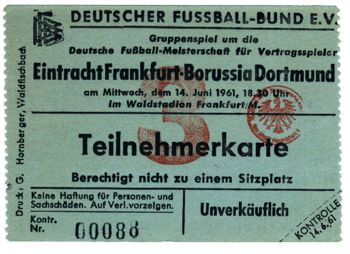 DEUTSCHER FUSSBALL-BUND E.V.
Gruppenspiel um die
Deutsche Fußball-Meisterschaft für Vertragsspieler
Eintracht Frankfurt-Borussia Dortmund
am Mittwoch, dem 14. Juni 1961, 18.30 Uhr
im Waldstadion Frankfurt/M.
3
Teilnehmerkarte
Berechtigt nicht zu einem Sitzplatz
Keine Haftung für Personen- und
Sachschäden. Auf Verl. vorzeigen.
Kontr.
Nr. 00088
Unverkäuflich
KONTROLLE
14.6.61
Druck: G. Hornberger, Waldfischbach